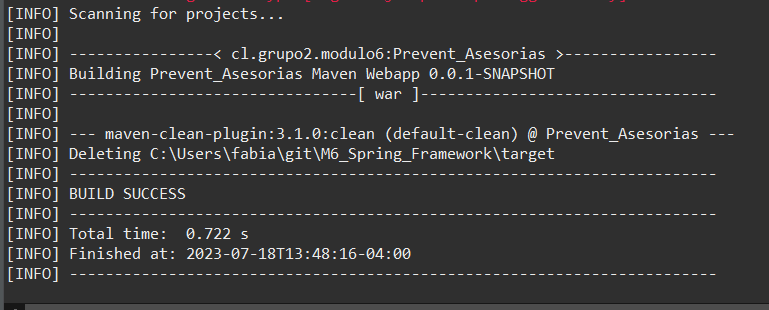 [INFO] Scanning for projects...
[INFO]
[INFO] ----------------< cl.grupo2.modulo6:Prevent_Asesorias >-----------------
[INFO] Building Prevent_Asesorias Maven Webapp 0.0.1-SNAPSHOT
[INFO] --------------------------------[ war ]---------------------------------
[INFO]
[INFO] --- maven-clean-plugin:3.1.0:clean (default-clean) @ Prevent_Asesorias ---
[INFO] Deleting C:\Users\fabia\git\M6_Spring_Framework\target
[INFO] ------------------------------------------------------------------------
[INFO] BUILD SUCCESS
[INFO] ------------------------------------------------------------------------
[INFO] Total time:  0.722 s
[INFO] Finished at: 2023-07-18T13:48:16-04:00
[INFO] ------------------------------------------------------------------------